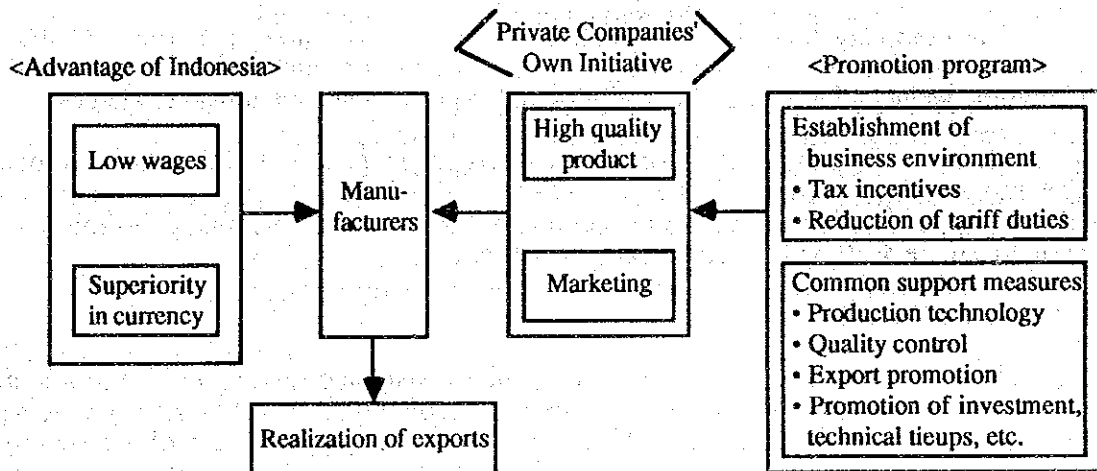 <Advantage of Indonesia>
Low wages
Superiority
in currency
Manu-
facturers
Realization of exports
Private Companies'
Own Initiative
High quality
product
Marketing
<Promotion program>
Establishment of
business environment
• Tax incentives
• Reduction of tariff duties
Common support measures
• Production technology
• Quality control
• Export promotion
• Promotion of investment,
technical tieups, etc.